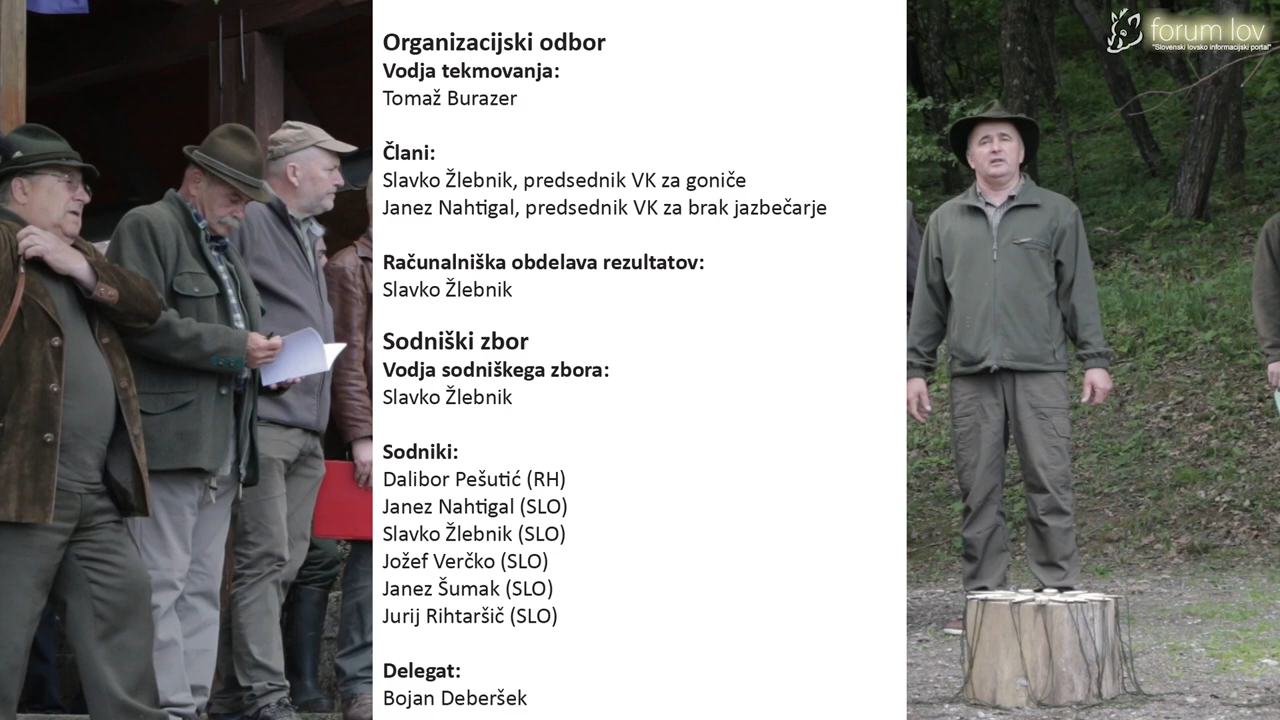 Organizacijski odbor
Vodja tekmovanja:
Tomaž Burazer
Člani:
Slavko Žlebnik, predsednik VK za goniče
Janez Nahtigal, predsednik VK za brak jazbečarje
Računalniška obdelava rezultatov:
Slavko Žlebnik
Sodniški zbor
Vodja sodniškega zbora:
Slavko Žlebnik
Sodniki:
Dalibor Pešutić (RH)
Janez Nahtigal (SLO)
Slavko Žlebnik (SLO)
Jožef Verčko (SLO)
Janez Šumak (SLO)
Jurij Rihtaršič (SLO)
Delegat:
Bojan Deberšek
forum lov
"Slovenski lovsko informacijski portal"